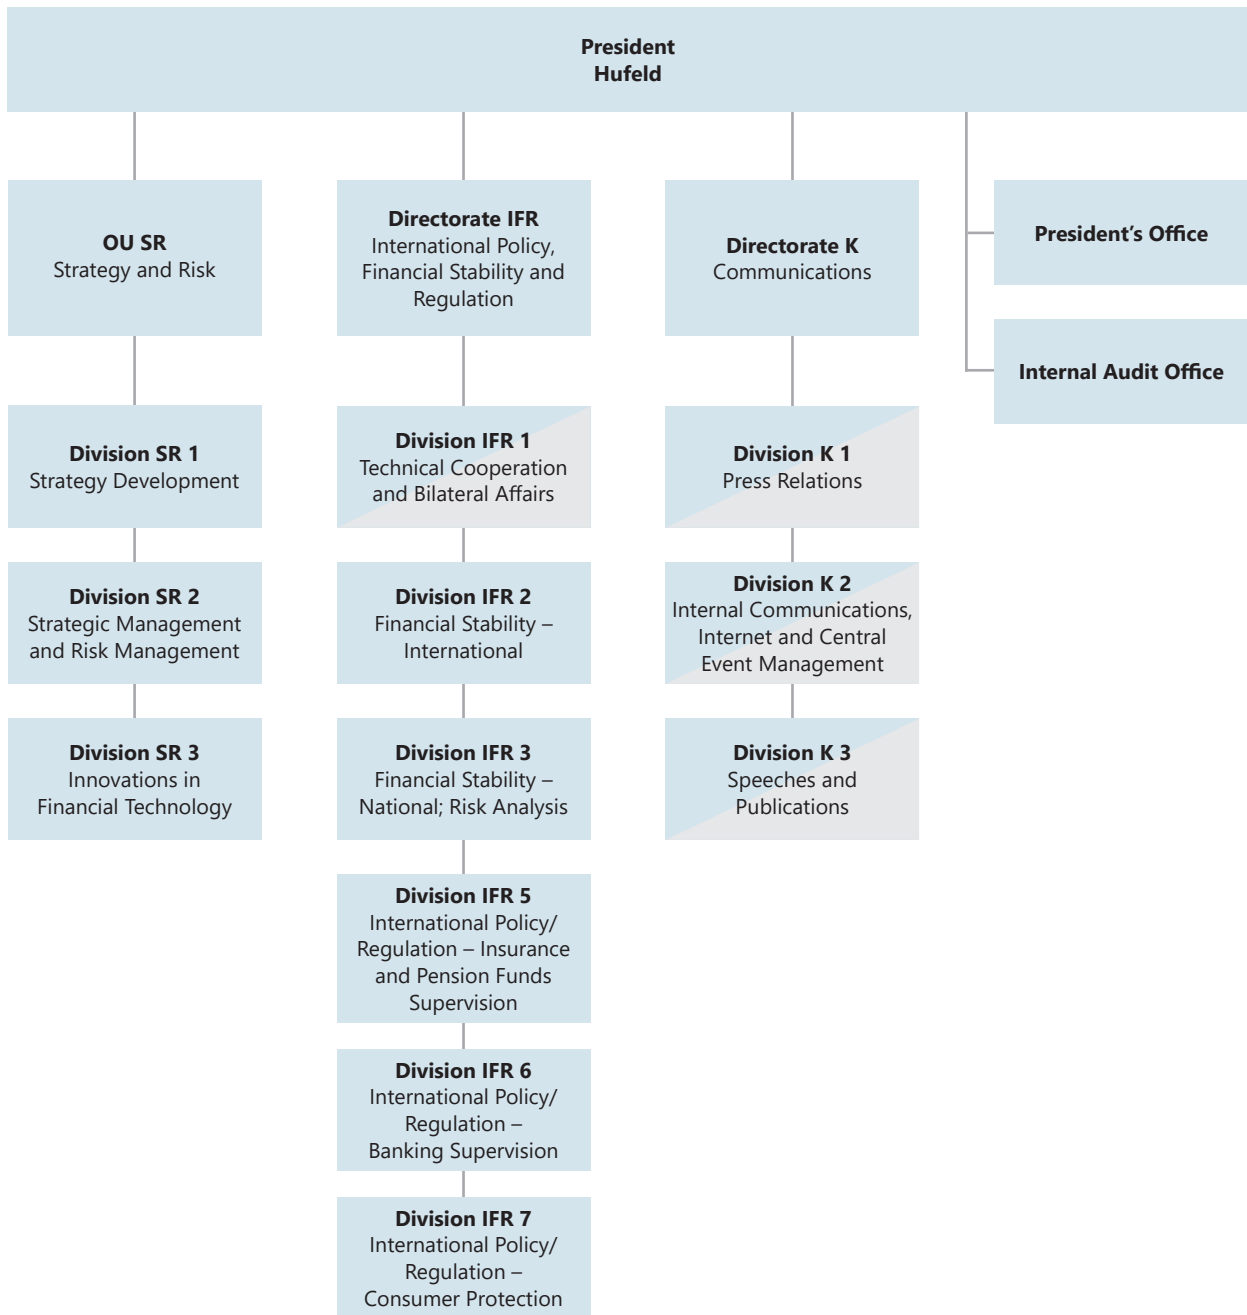 President
Hufeld
OU SR
Strategy and Risk
Division SR 1
Strategy Development
Division SR 2
Strategic Management
and Risk Management
Division SR 3
Innovations in
Financial Technology
Directorate IFR
International Policy,
Financial Stability and
Regulation
Division IFR 1
Technical Cooperation
and Bilateral Affairs
Division IFR 2
Financial Stability –
International
Division IFR 3
Financial Stability –
National; Risk Analysis
Division IFR 5
International Policy/
Regulation – Insurance
and Pension Funds
Supervision
Division IFR 6
International Policy/
Regulation –
Banking Supervision
Division IFR 7
International Policy/
Regulation –
Consumer Protection
Directorate K
Communications
Division K 1
Press Relations
Division K 2
Internal Communications,
Internet and Central
Event Management
Division K 3
Speeches and
Publications
President’s Office
Internal Audit Office